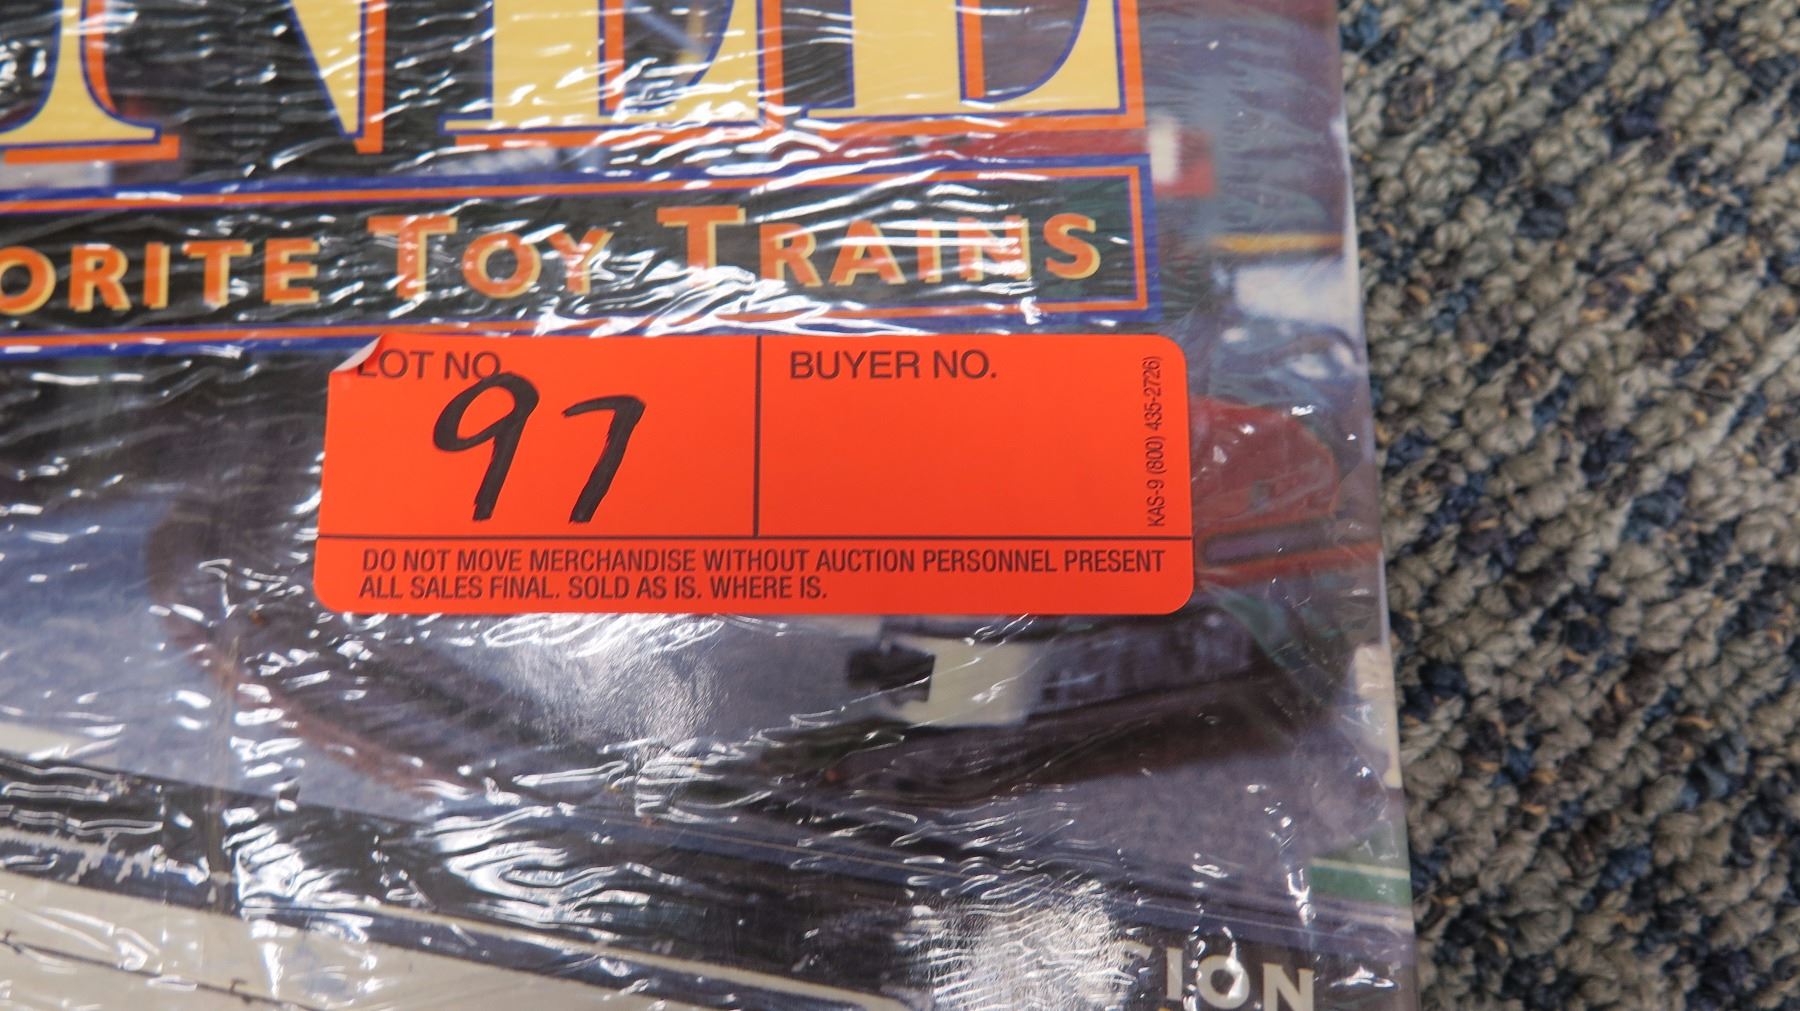 ORITE TOY TRAINS
LOT NO.
BUYER NO.
97
KAS-9 (800) 435-2726)
DO NOT MOVE MERCHANDISE WITHOUT AUCTION PERSONNEL PRESENT
ALL SALES FINAL. SOLD AS IS. WHERE IS.
TION